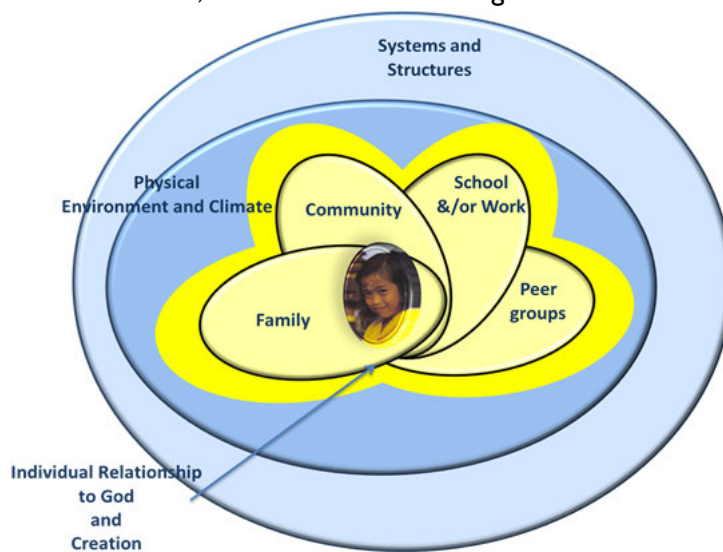 Systems and
Structures
Physical
Environment and Climate
Community
School
&/or Work
Family
Peer
groups
Individual Relationship
to God
and
Creation